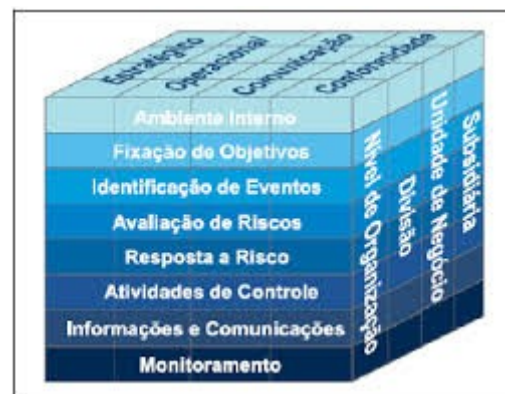 Estratégico
Operacional
Comunicação
Conformidade
Ambiente Interno
Fixação de Objetivos
Identificação de Eventos
Avaliação de Riscos
Resposta a Risco
Atividades de Controle
Informações e Comunicações
Monitoramento
Nível de Organização
Divisão
Unidade de Negócio
Subsidiária